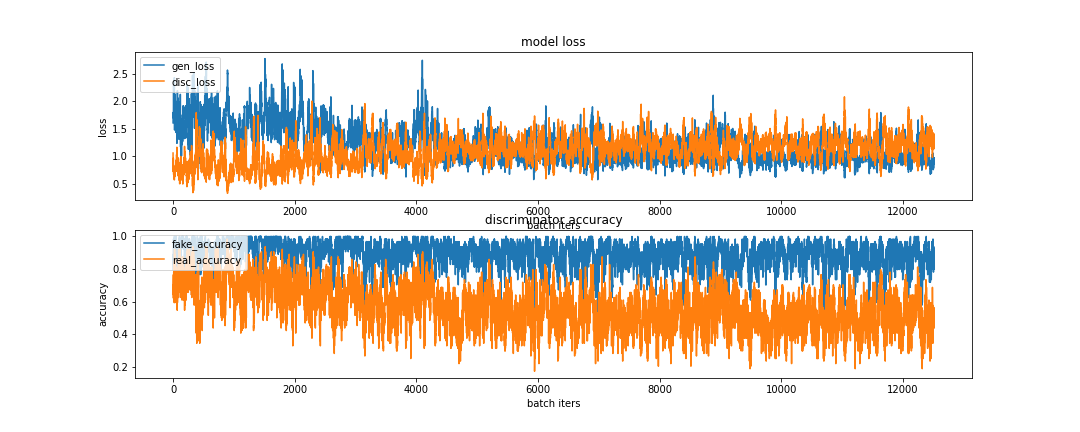 model loss
gen_loss
disc_loss
2.5
2.0
1.5
1.0
0.5
loss
0 2000 4000 6000 8000 10000 12000
batch iters
discriminator accuracy
fake_accuracy
real_accuracy
1.0
0.8
0.6
0.4
0.2
accuracy
0 2000 4000 6000 8000 10000 12000
batch iters